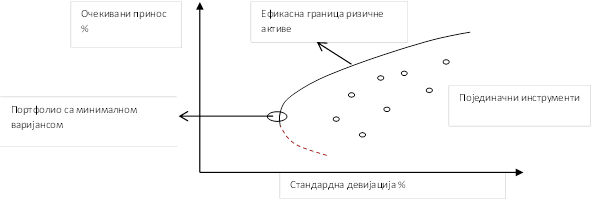 Очекивани принос
%
Ефикасна граница ризичне
активе
Појединачни инструменти
Портфолио са минималном
варијансом
Стандардна девијација %